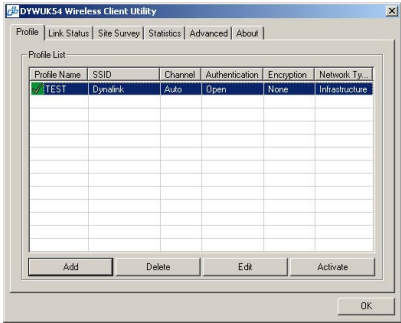 DYWUK54 Wireless Client Utility
Profile Link Status Site Survey Statistics Advanced About
Profile List
Profile Name SSID Channel Authentication Encryption Network Ty...
TEST Dynalink Auto Open None Infrastructure
Add Delete Edit Activate
OK